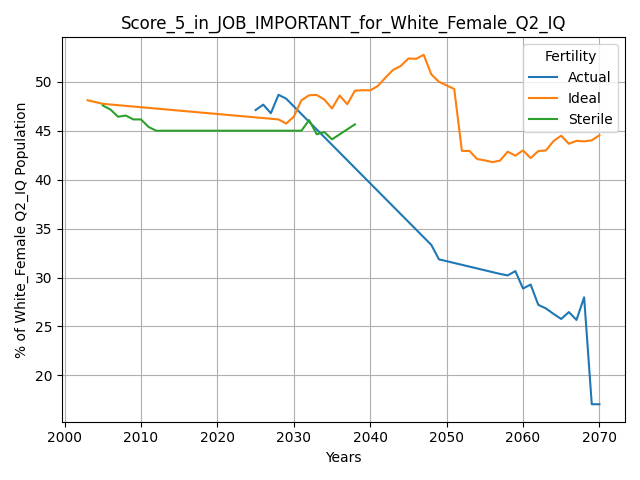 Score_5_in_JOB_IMPORTANT_for_White_Female_Q2_IQ
% of White_Female Q2_IQ Population
50
45
40
35
30
25
20
Fertility
Actual
Ideal
Sterile
2000 2010 2020 2030 2040 2050 2060 2070
Years